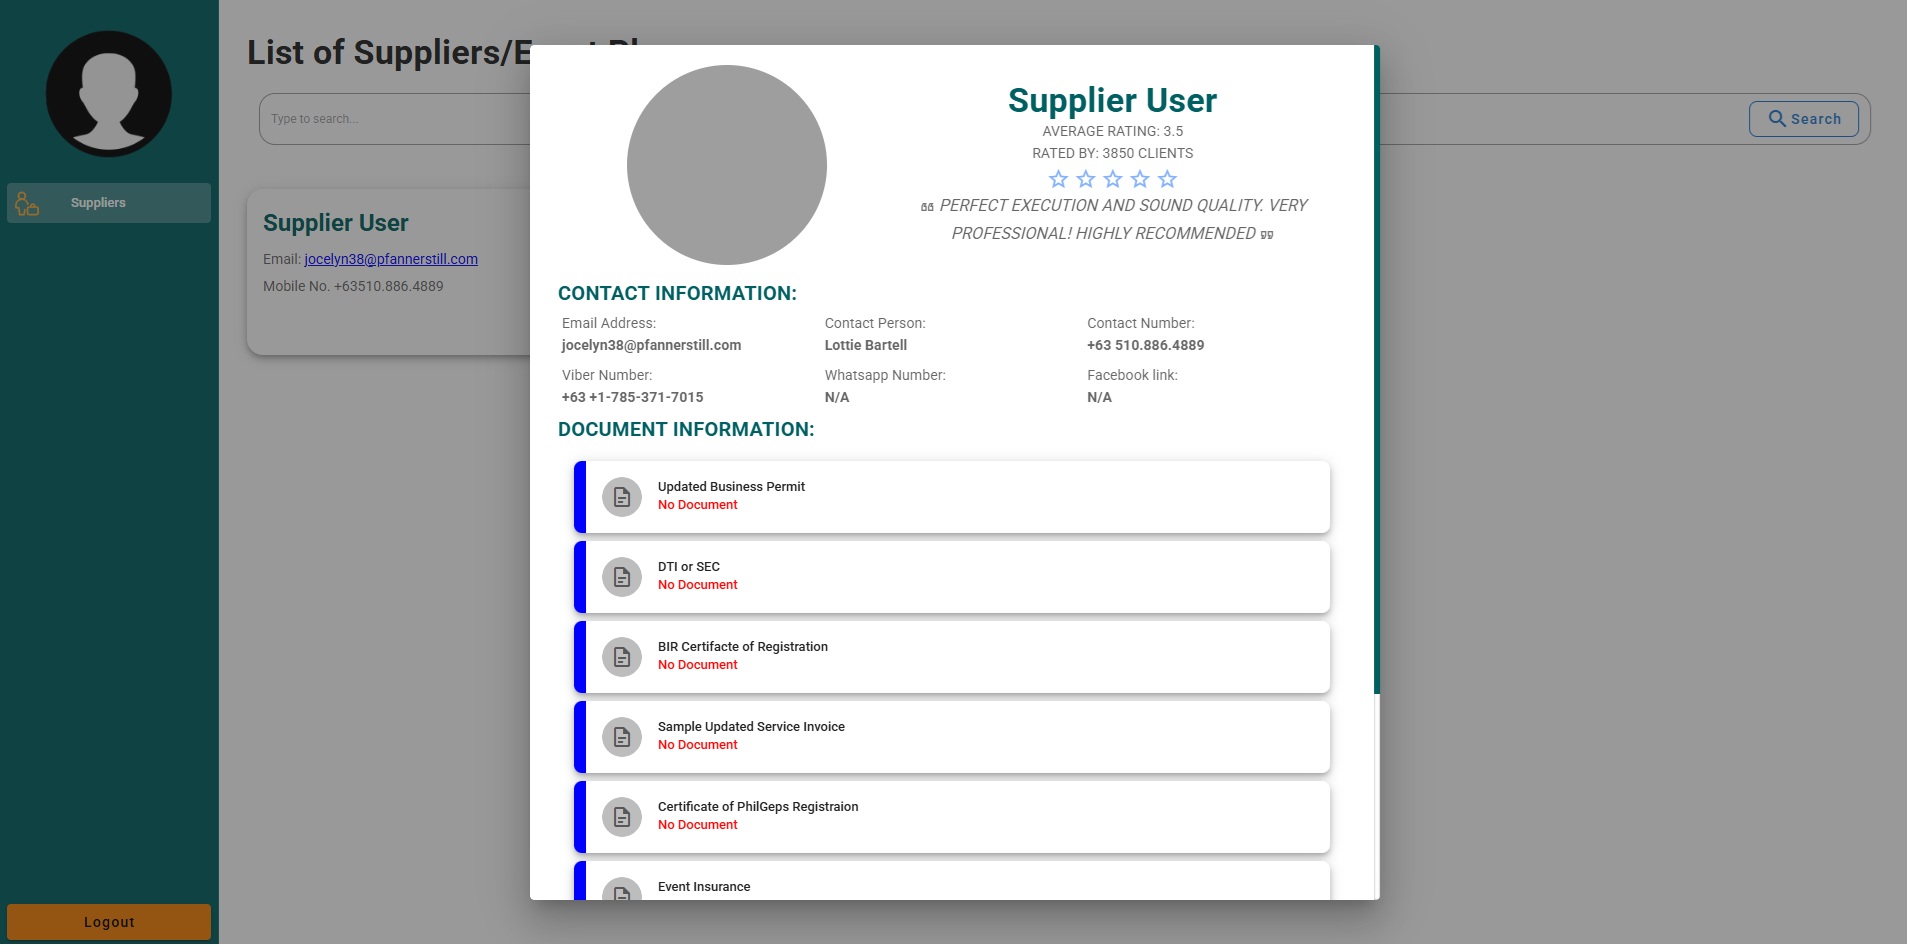 List of Suppliers/E
Type to search...
Search
Suppliers
Supplier User
Email: jocelyn38@pfannerstill.com
Mobile No. +63510.886.4889
Logout
Supplier User
AVERAGE RATING: 3.5
RATED BY: 3850 CLIENTS
PERFECT EXECUTION AND SOUND QUALITY. VERY
PROFESSIONAL! HIGHLY RECOMMENDED
CONTACT INFORMATION:
Email Address: Contact Person: Contact Number:
jocelyn38@pfannerstill.com Lottie Bartell +63 510.886.4889
Viber Number: Whatsapp Number: Facebook link:
+63 +1-785-371-7015 N/A N/A
DOCUMENT INFORMATION:
Updated Business Permit
No Document
DTI or SEC
No Document
BIR Certifacte of Registration
No Document
Sample Updated Service Invoice
No Document
Certificate of PhilGeps Registraion
No Document
Event Insurance